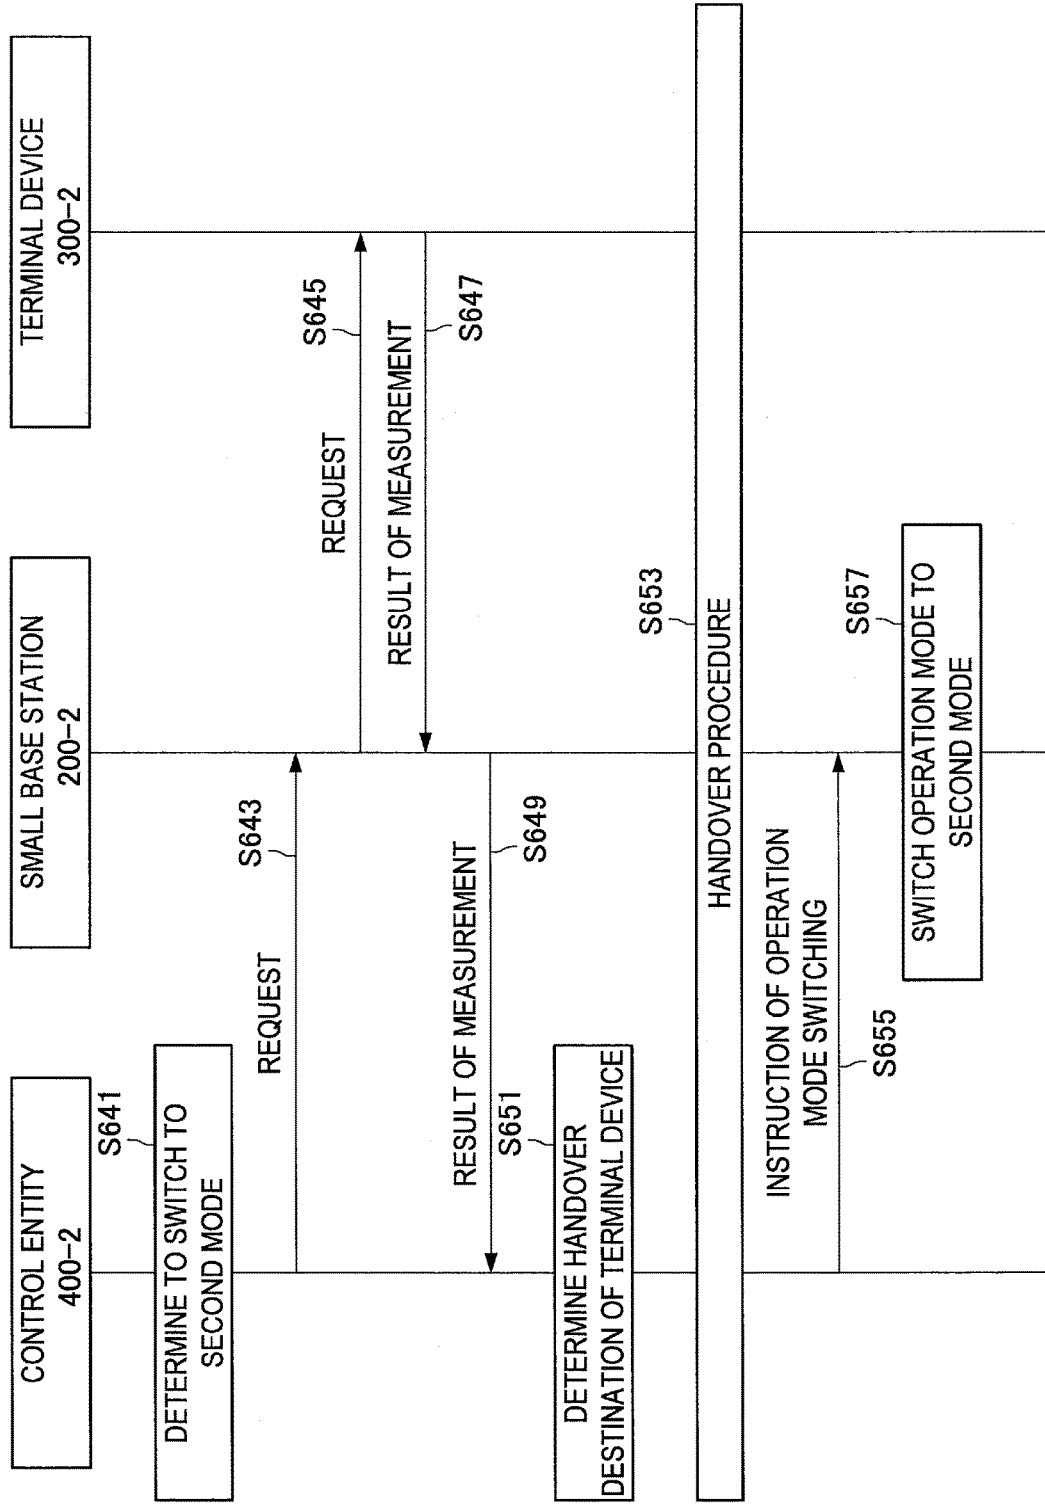 CONTROL ENTITY
400-2
SMALL BASE STATION
200-2
TERMINAL DEVICE
300-2
S641
DETERMINE TO SWITCH TO
SECOND MODE
REQUEST
S643
REQUEST
S645
RESULT OF MEASUREMENT
S647
RESULT OF MEASUREMENT
S649
S651
DETERMINE HANDOVER
DESTINATION OF TERMINAL DEVICE
S653
HANDOVER PROCEDURE
INSTRUCTION OF OPERATION
MODE SWITCHING
S655
S657
SWITCH OPERATION MODE TO
SECOND MODE